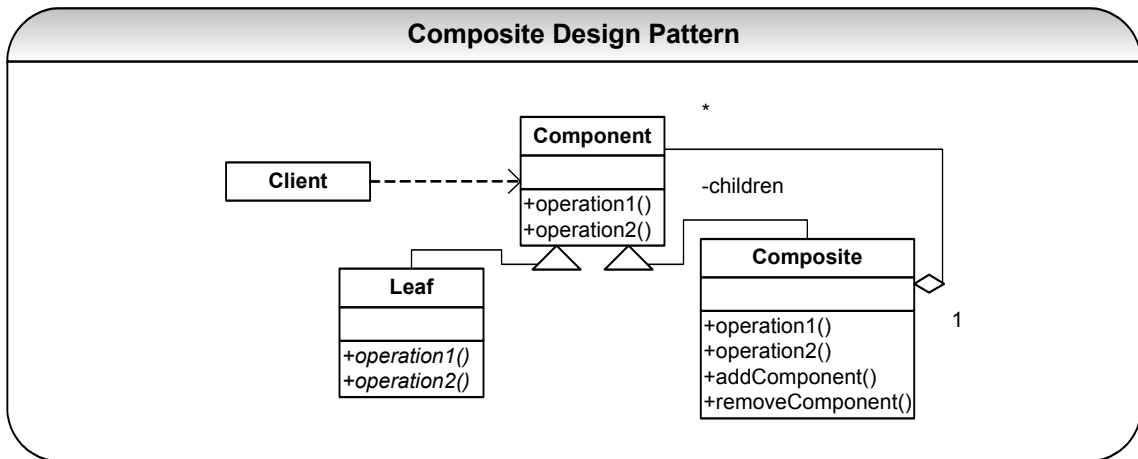 Composite Design Pattern
*
Component
Client
-children
+operation1()
+operation2()
Composite
Leaf
1
+operation1()
+operation2()
+addComponent()
+removeComponent()
+operation1()
+operation2()